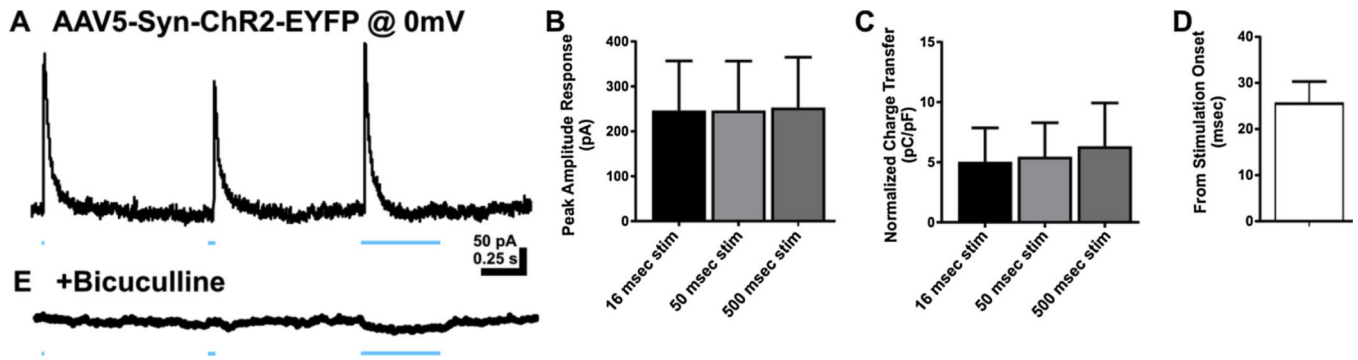 A AAV5-Syn-ChR2-EYFP @ 0mV
50 pA
0.25 s
E +Bicuculline
B
Peak Amplitude Response
(pA)
400
300
200
100
0
16 msec stim
50 msec stim
500 msec stim
C
Normalized Charge Transfer
(pC/pF)
15
10
5
0
16 msec stim
50 msec stim
500 msec stim
D
From Stimulation Onset
(msec)
40
30
20
10
0